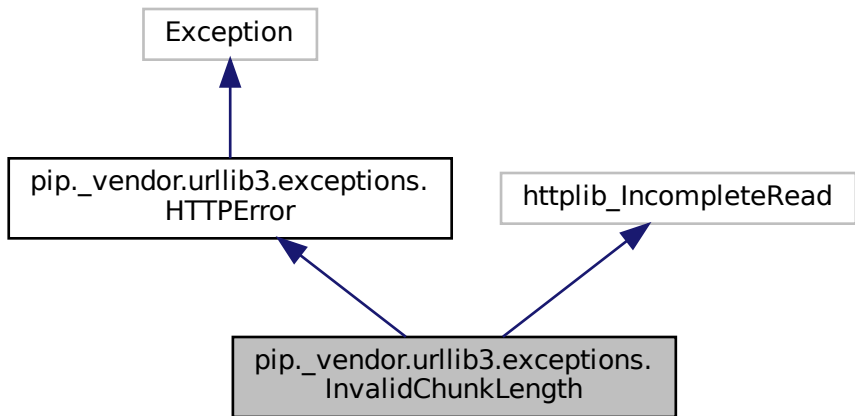 Exception
pip._vendor.urllib3.exceptions.
HTTPError
httplib_IncompleteRead
pip._vendor.urllib3.exceptions.
InvalidChunkLength